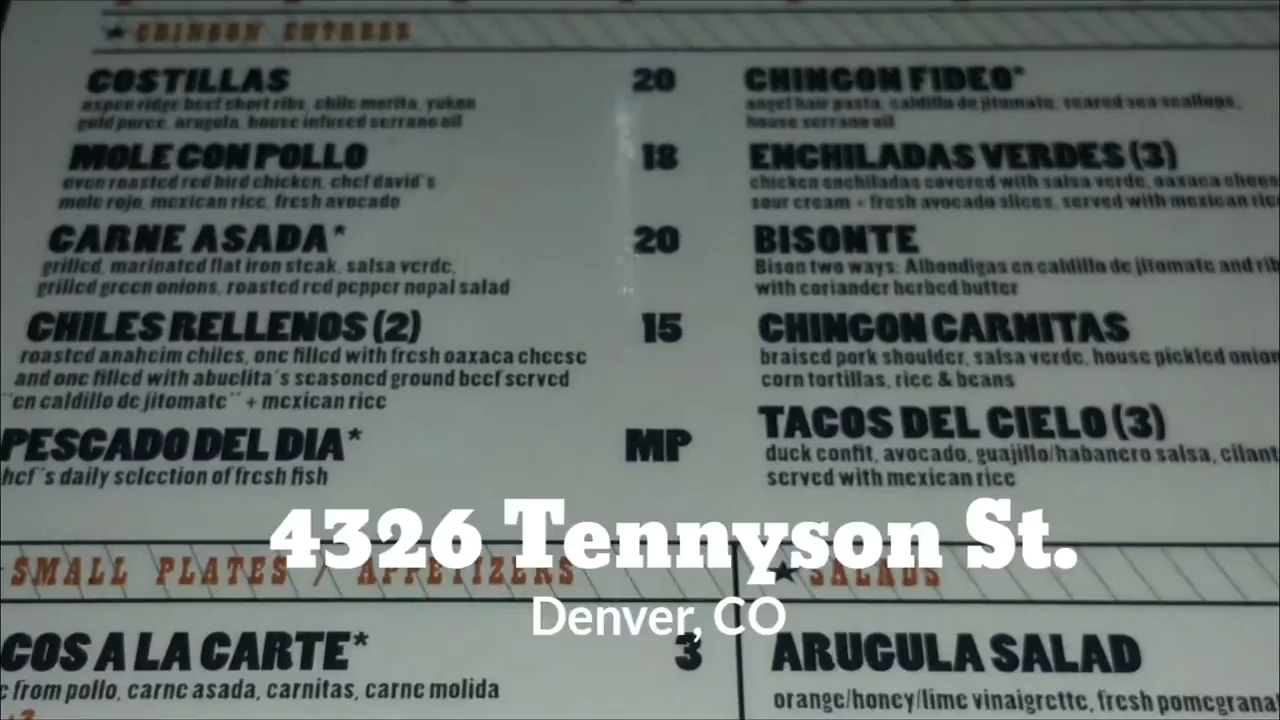 CHINGON ENTREES
COSTILLAS 20
aspen ridge beef short ribs, chile morita, yukon
gold puree, arugula, house infused serrano oil
MOLE CON POLLO 18
oven roasted red bird chicken, chef david's
mole rojo, mexican rice, fresh avocado
CARNE ASADA* 20
grilled, marinated flat iron steak, salsa verde,
grilled green onions, roasted red pepper nopal salad
CHILES RELLENOS (2) 15
roasted anaheim chiles, one filled with fresh oaxaca cheese
and one filled with abuelita's seasoned ground beef served
"en caldillo de jitomate" + mexican rice
PESCADO DEL DIA* MP
hef's daily selection of fresh fish
CHINGON FIDEO*
angel hair pasta, caldillo de jitomate, seared sea scallops,
house serrano oil
ENCHILADAS VERDES (3)
chicken enchiladas covered with salsa verde, oaxaca chees
sour cream + fresh avocado slices, served with mexican ric
BISONTE
Bison two ways: Albondigas en caldillo de jitomate and rib
with coriander herbed butter
CHINGON CARNITAS
braised pork shoulder, salsa verde, house pickled onion
corn tortillas, rice & beans
TACOS DEL CIELO (3)
duck confit, avocado, guajillo/habanero salsa, cilant
served with mexican rice
4326 Tennyson St.
Denver, CO
SMALL PLATES / APPETIZERS
COS A LA CARTE* 3
e from pollo, carne asada, carnitas, carne molida
SALADS
ARUGULA SALAD
orange/honey/lime vinaigrette, fresh pomegrana